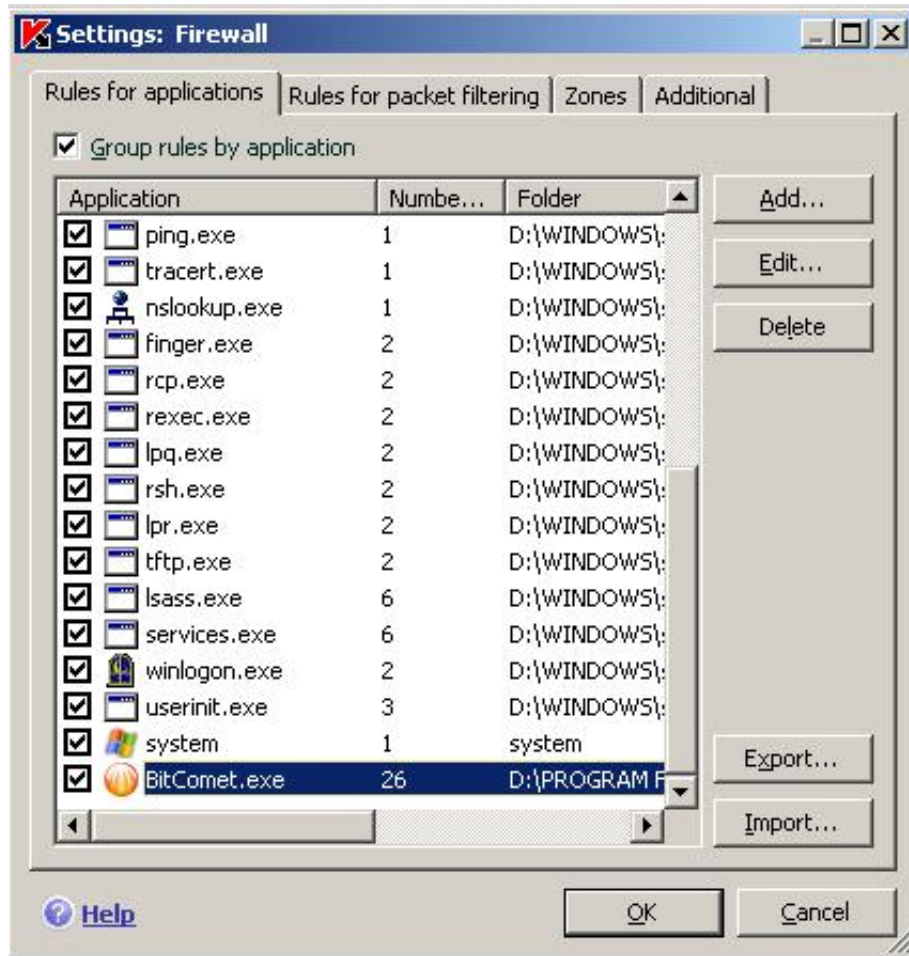 Settings: Firewall
Rules for applications Rules for packet filtering Zones Additional
Group rules by application
Application Numbe... Folder
ping.exe 1 D:\WINDOWS\
tracert.exe 1 D:\WINDOWS\
nslookup.exe 1 D:\WINDOWS\
finger.exe 2 D:\WINDOWS\
rcp.exe 2 D:\WINDOWS\
rexec.exe 2 D:\WINDOWS\
lpq.exe 2 D:\WINDOWS\
rsh.exe 2 D:\WINDOWS\
lpr.exe 2 D:\WINDOWS\
tftp.exe 2 D:\WINDOWS\
lsass.exe 6 D:\WINDOWS\
services.exe 6 D:\WINDOWS\
winlogon.exe 2 D:\WINDOWS\
userinit.exe 3 D:\WINDOWS\
system 1 system
BitComet.exe 26 D:\PROGRAM F
Add...
Edit...
Delete
Export...
Import...
Help
OK
Cancel